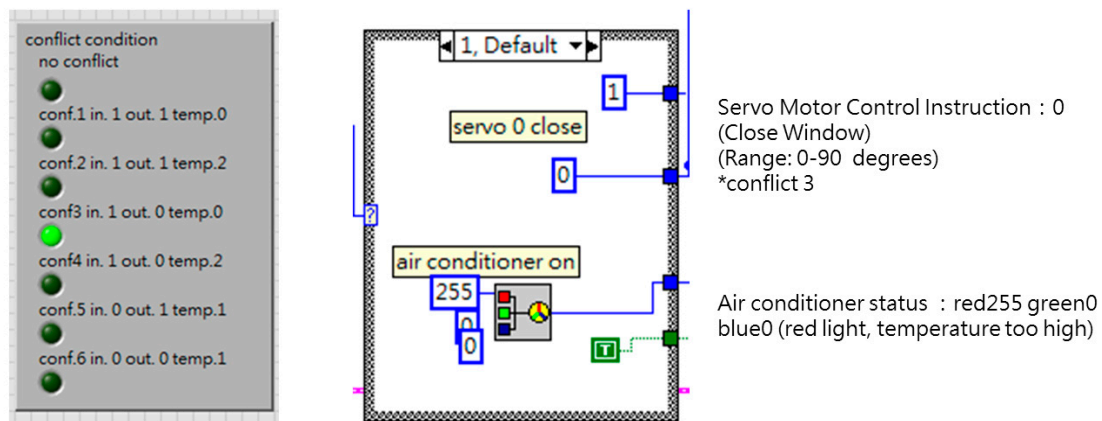 conflict condition
no conflict
conf.1 in. 1 out. 1 temp.0
conf.2 in. 1 out. 1 temp.2
conf3 in. 1 out. 0 temp.0
conf4 in. 1 out. 0 temp.2
conf.5 in. 0 out. 1 temp.1
conf.6 in. 0 out. 0 temp.1
1, Default
1
servo 0 close
0
?
air conditioner on
255
0
0
T
Servo Motor Control Instruction：0
(Close Window)
(Range: 0-90 degrees)
*conflict 3
Air conditioner status ：red255 green0
blue0 (red light, temperature too high)